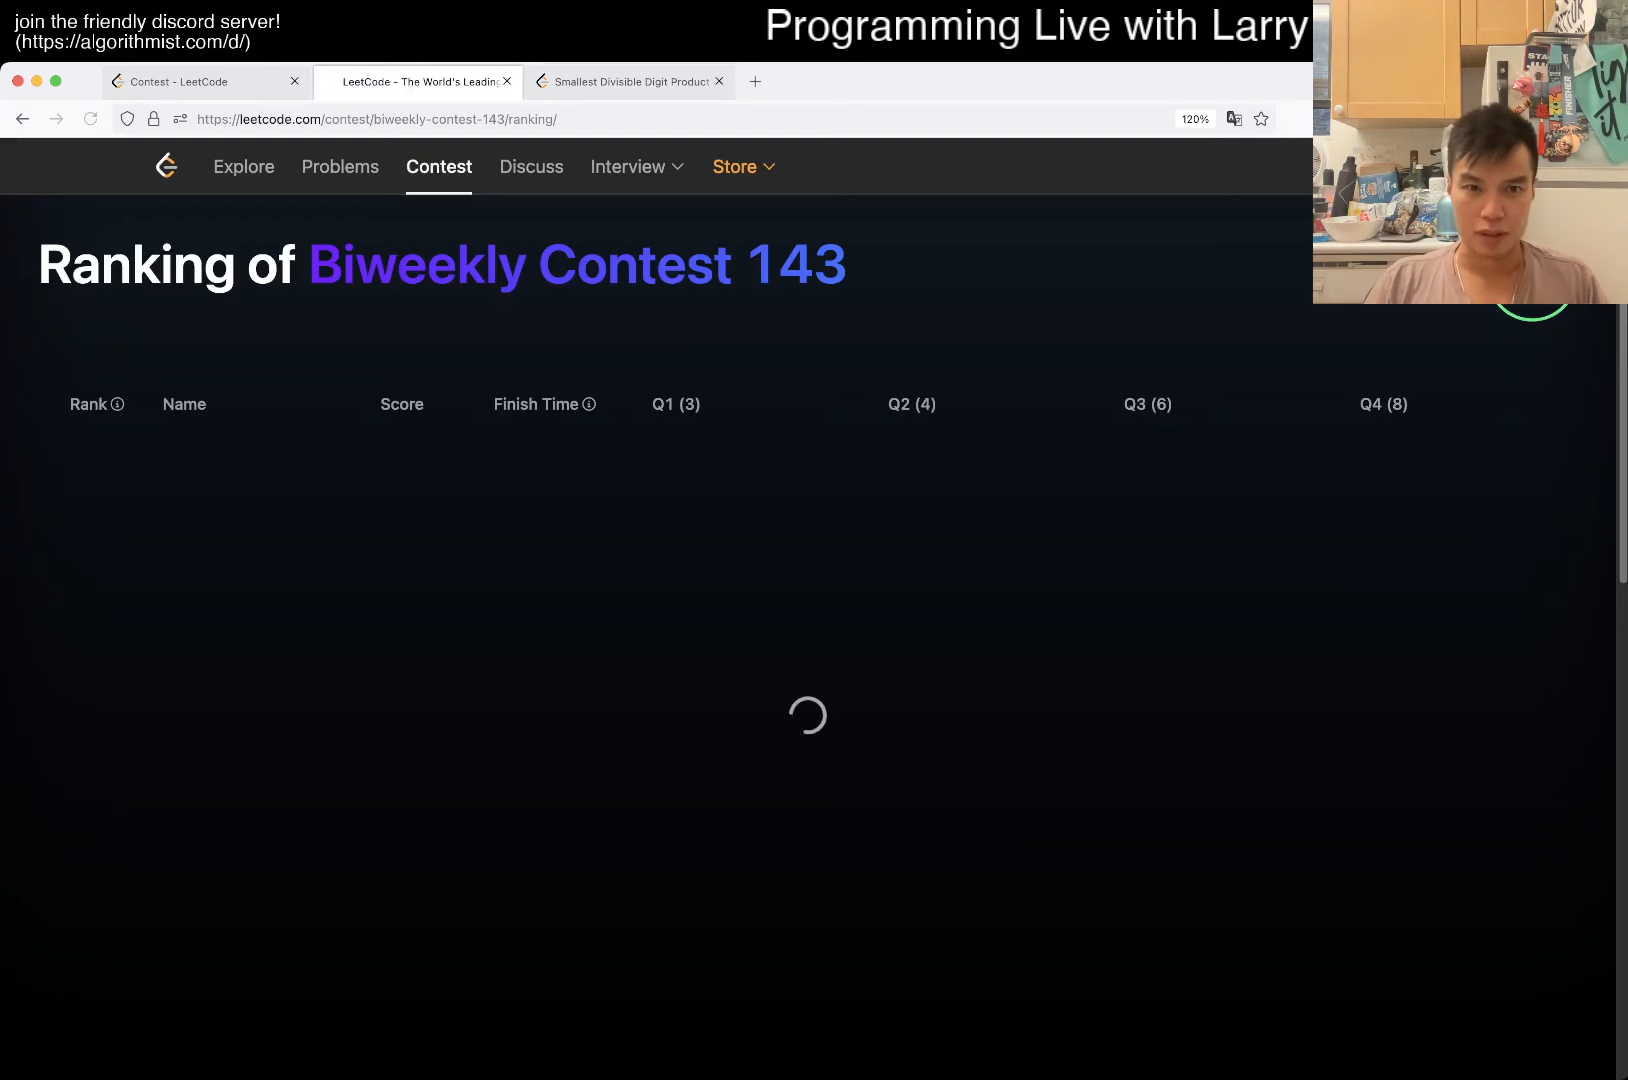 join the friendly discord server!
(https://algorithmist.com/d/)
Programming Live with Larry
Contest - LeetCode
LeetCode - The World's Leading
Smallest Divisible Digit Product
https://leetcode.com/contest/biweekly-contest-143/ranking/
120%
Explore
Problems
Contest
Discuss
Interview
Store
Ranking of Biweekly Contest 143
Rank
Name
Score
Finish Time
Q1 (3)
Q2 (4)
Q3 (6)
Q4 (8)
FINISHER